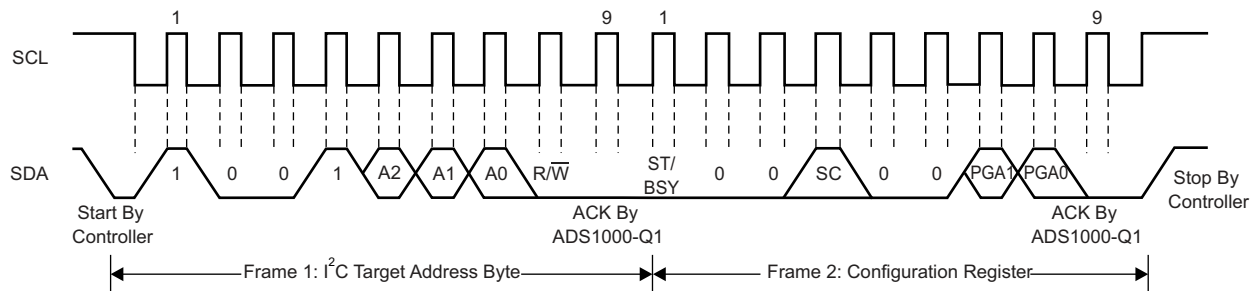 1 9 1 9
SCL
SDA
1 0 0 1 A2 A1 A0 R/W ST/BSY 0 0 SC 0 0 PGA1 PGA0
Start By
Controller
ACK By
ADS1000-Q1
ACK By
ADS1000-Q1
Stop By
Controller
Frame 1: I²C Target Address Byte
Frame 2: Configuration Register